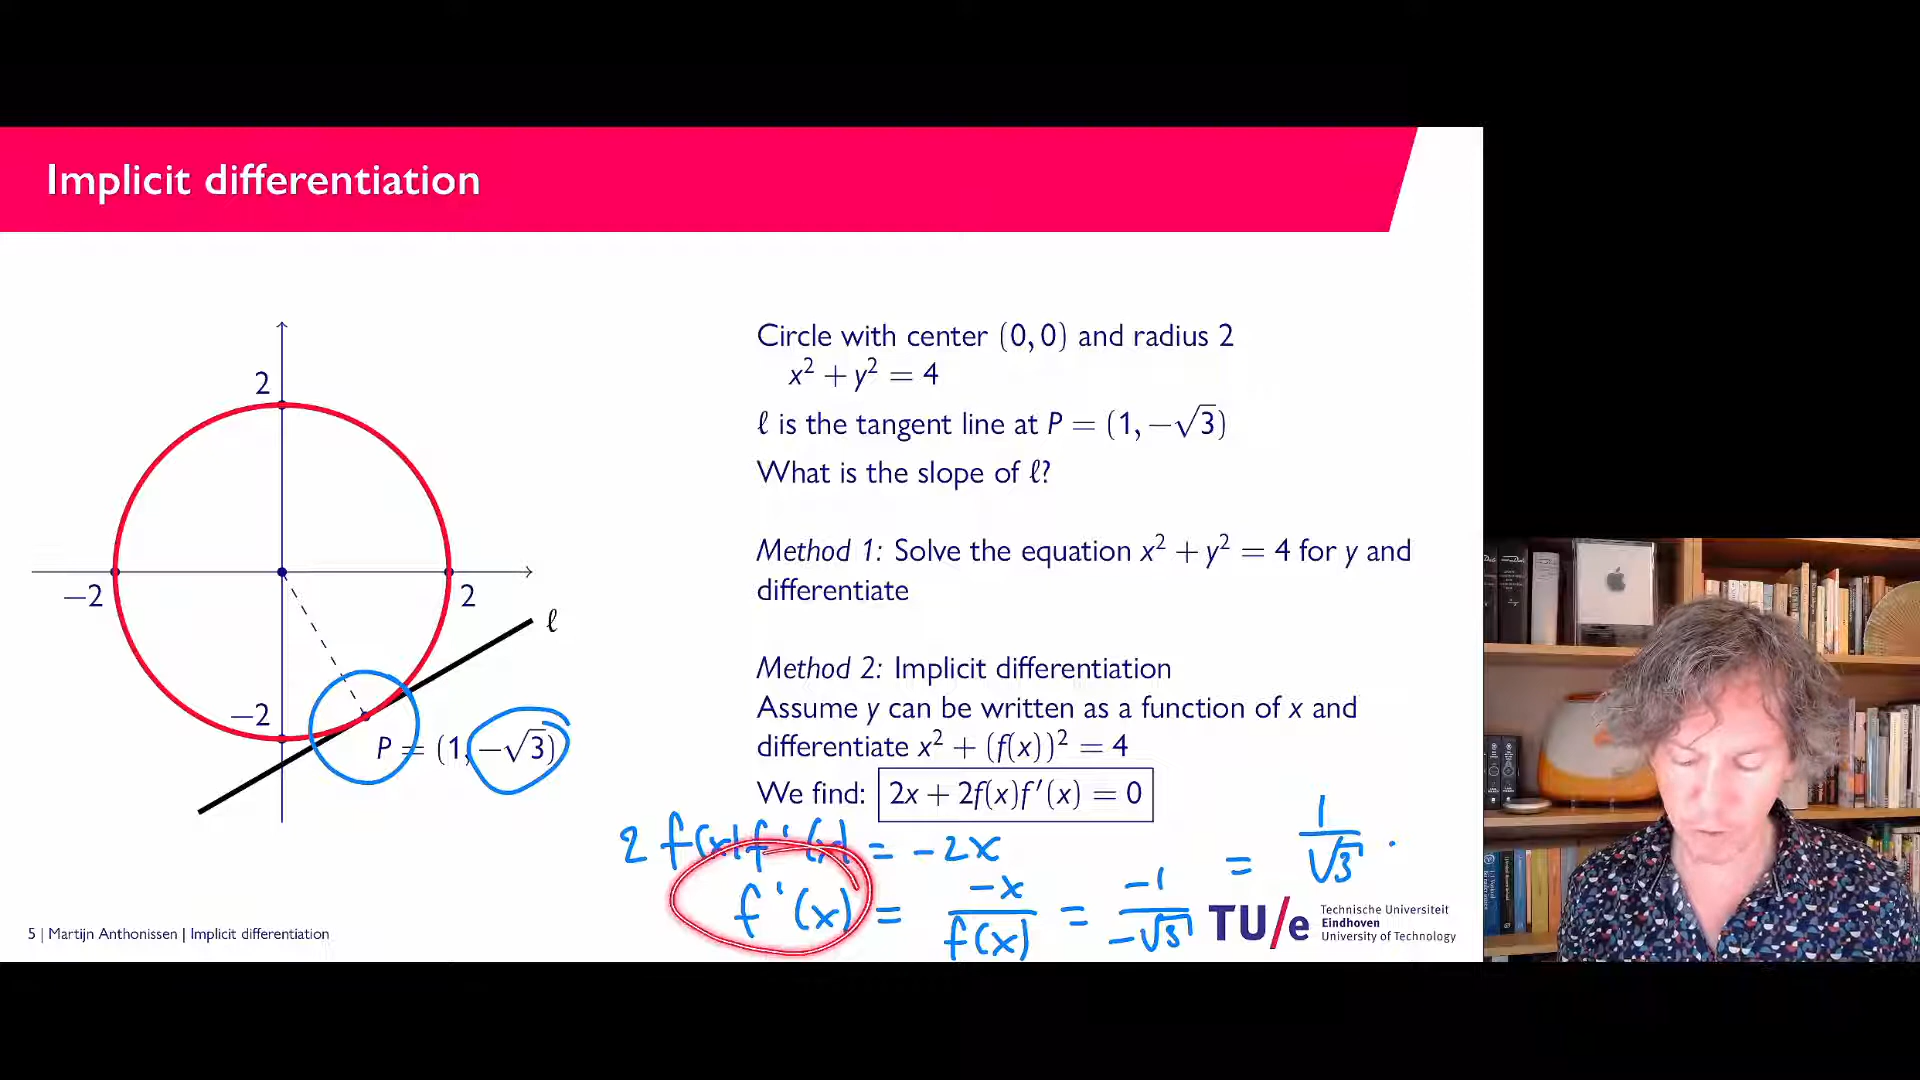 Implicit differentiation
2
−2
2
−2
ℓ
P = (1, −√3)
Circle with center (0, 0) and radius 2
x² + y² = 4
ℓ is the tangent line at P = (1, −√3)
What is the slope of ℓ?
Method 1: Solve the equation x² + y² = 4 for y and
differentiate
Method 2: Implicit differentiation
Assume y can be written as a function of x and
differentiate x² + (f(x))² = 4
We find: 2x + 2f(x)f′(x) = 0
2 f(x) f'(x) = -2x
f'(x) = -x/f(x) = -1/-√3 = 1/√3 .
5 | Martijn Anthonissen | Implicit differentiation
TU/e
Technische Universiteit
Eindhoven
University of Technology